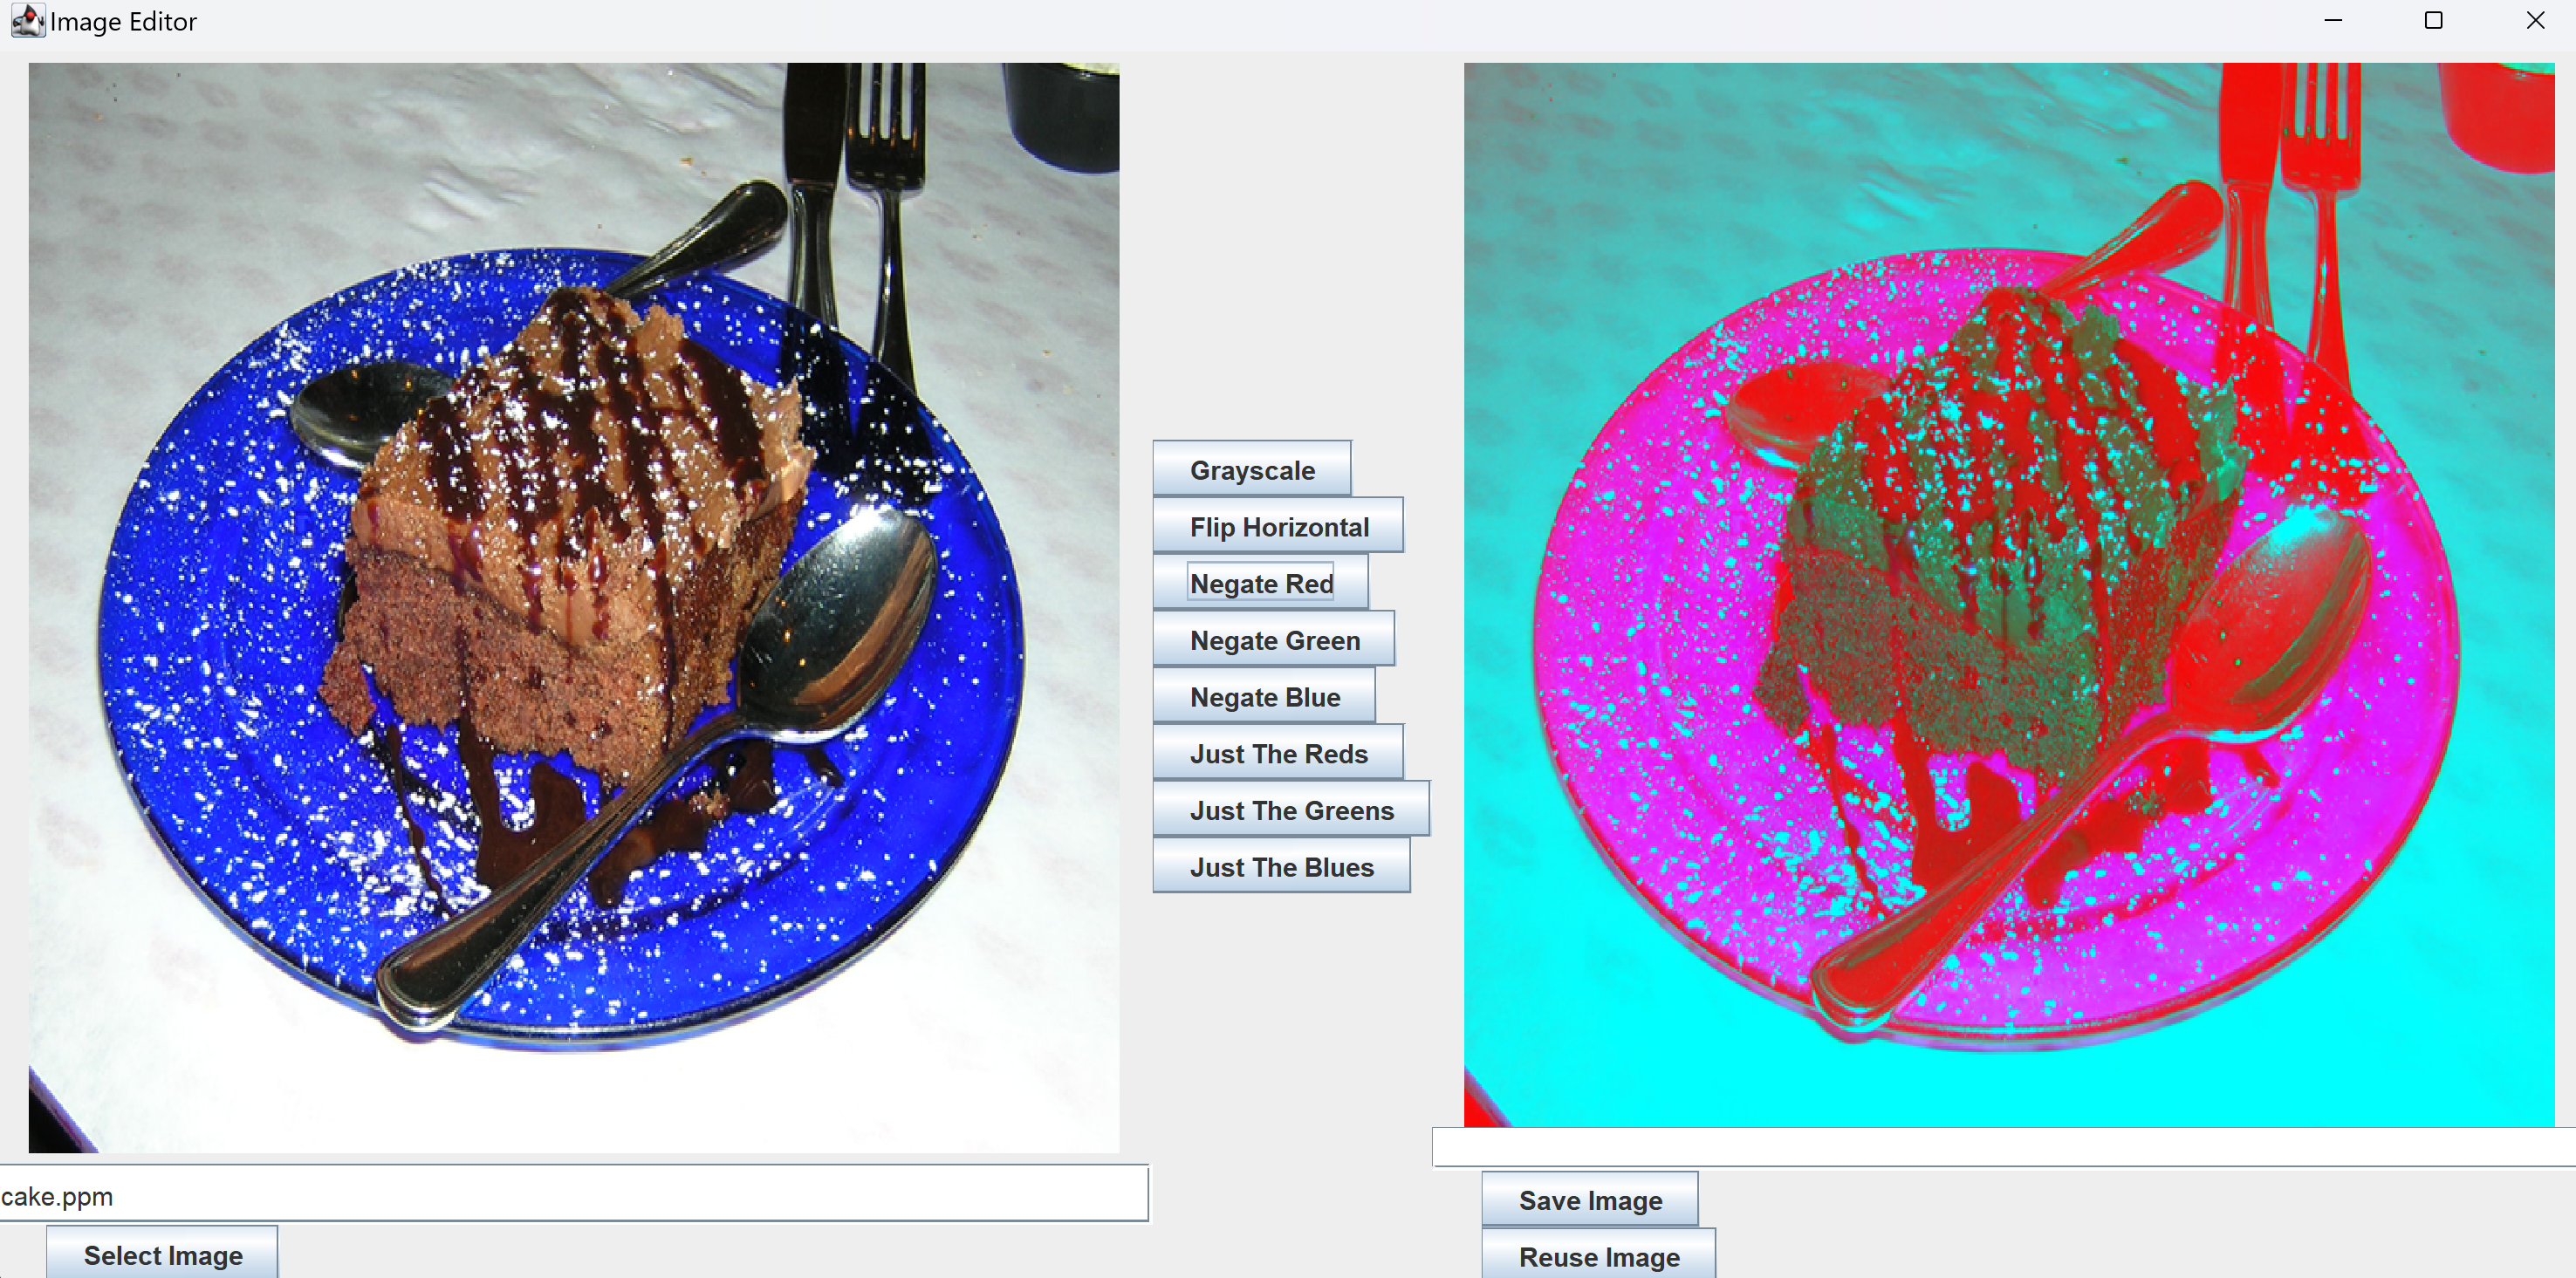 Image Editor
Grayscale
Flip Horizontal
Negate Red
Negate Green
Negate Blue
Just The Reds
Just The Greens
Just The Blues
cake.ppm
Select Image
Save Image
Reuse Image